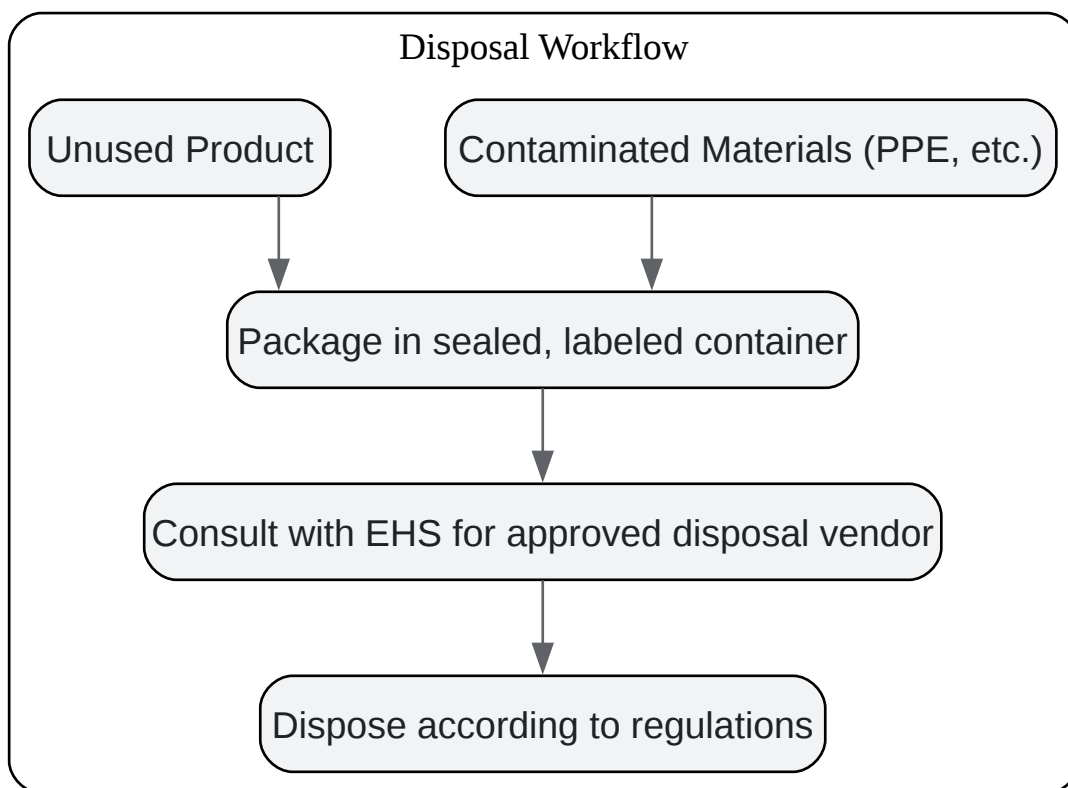 Disposal Workflow
Unused Product
Contaminated Materials (PPE, etc.)
Package in sealed, labeled container
Consult with EHS for approved disposal vendor
Dispose according to regulations